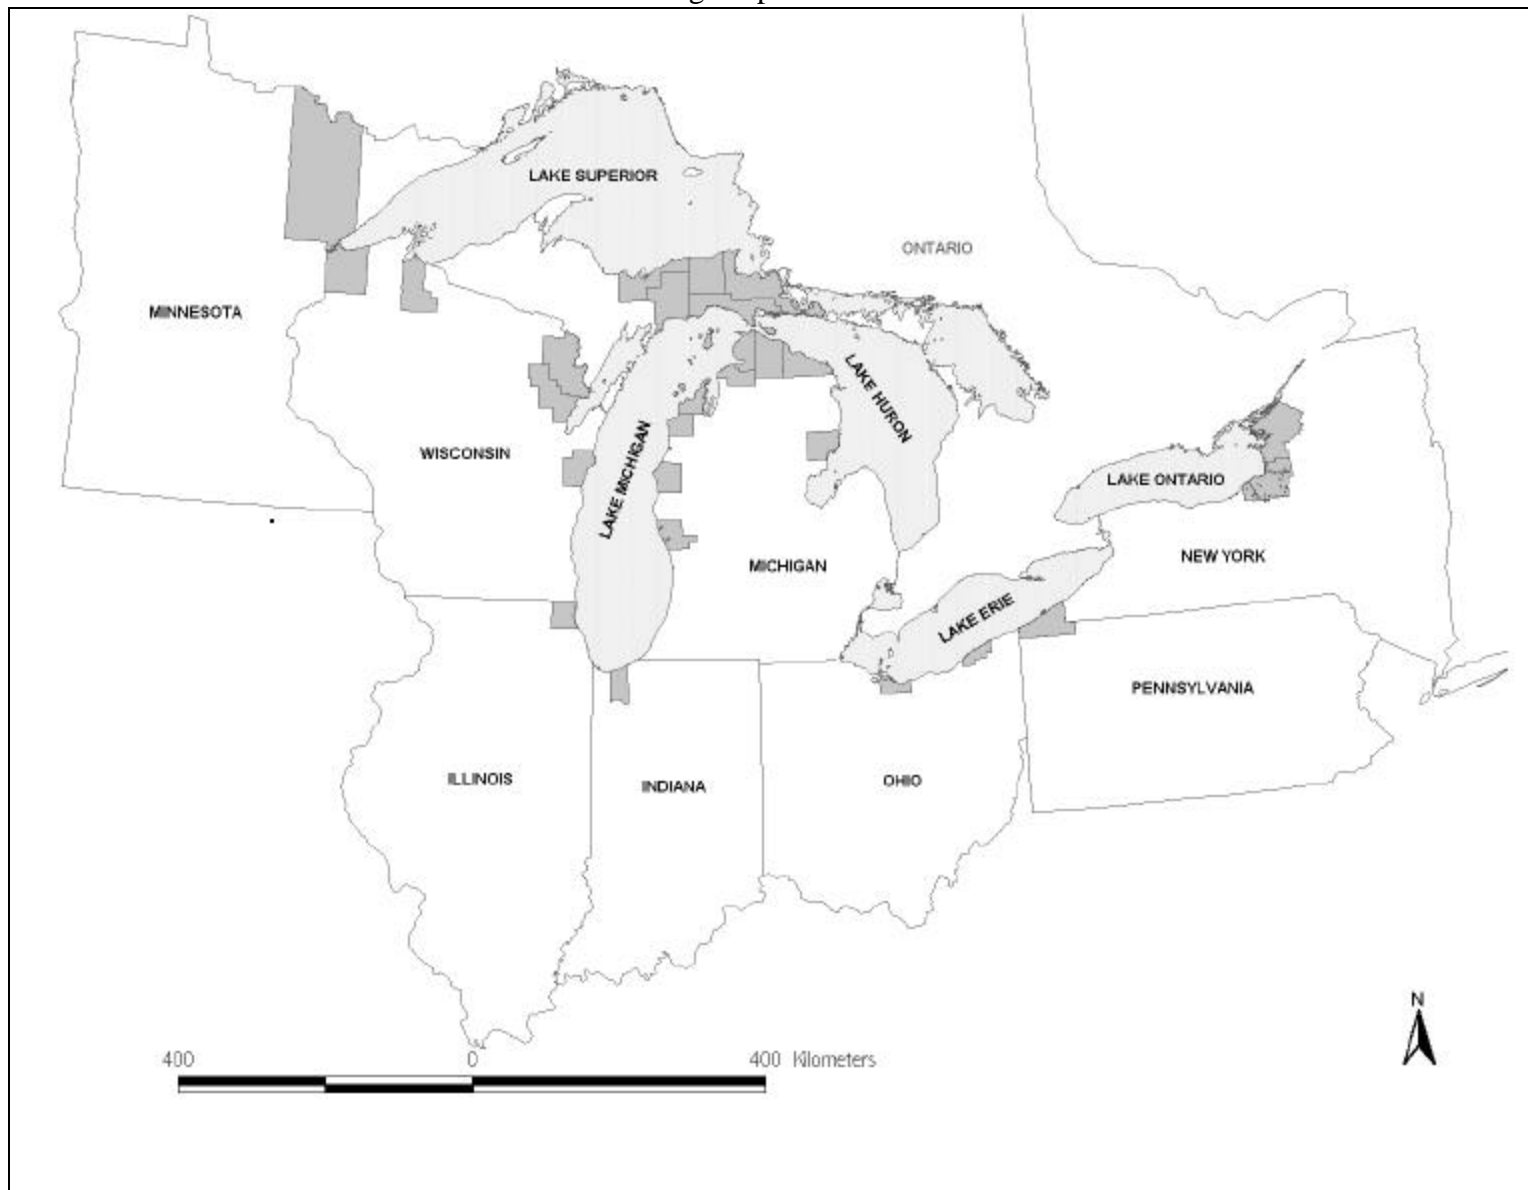 LAKE SUPERIOR
ONTARIO
MINNESOTA
LAKE HURON
WISCONSIN
LAKE MICHIGAN
LAKE ONTARIO
MICHIGAN
NEW YORK
LAKE ERIE
PENNSYLVANIA
ILLINOIS
INDIANA
OHIO
N
400 0 400 Kilometers